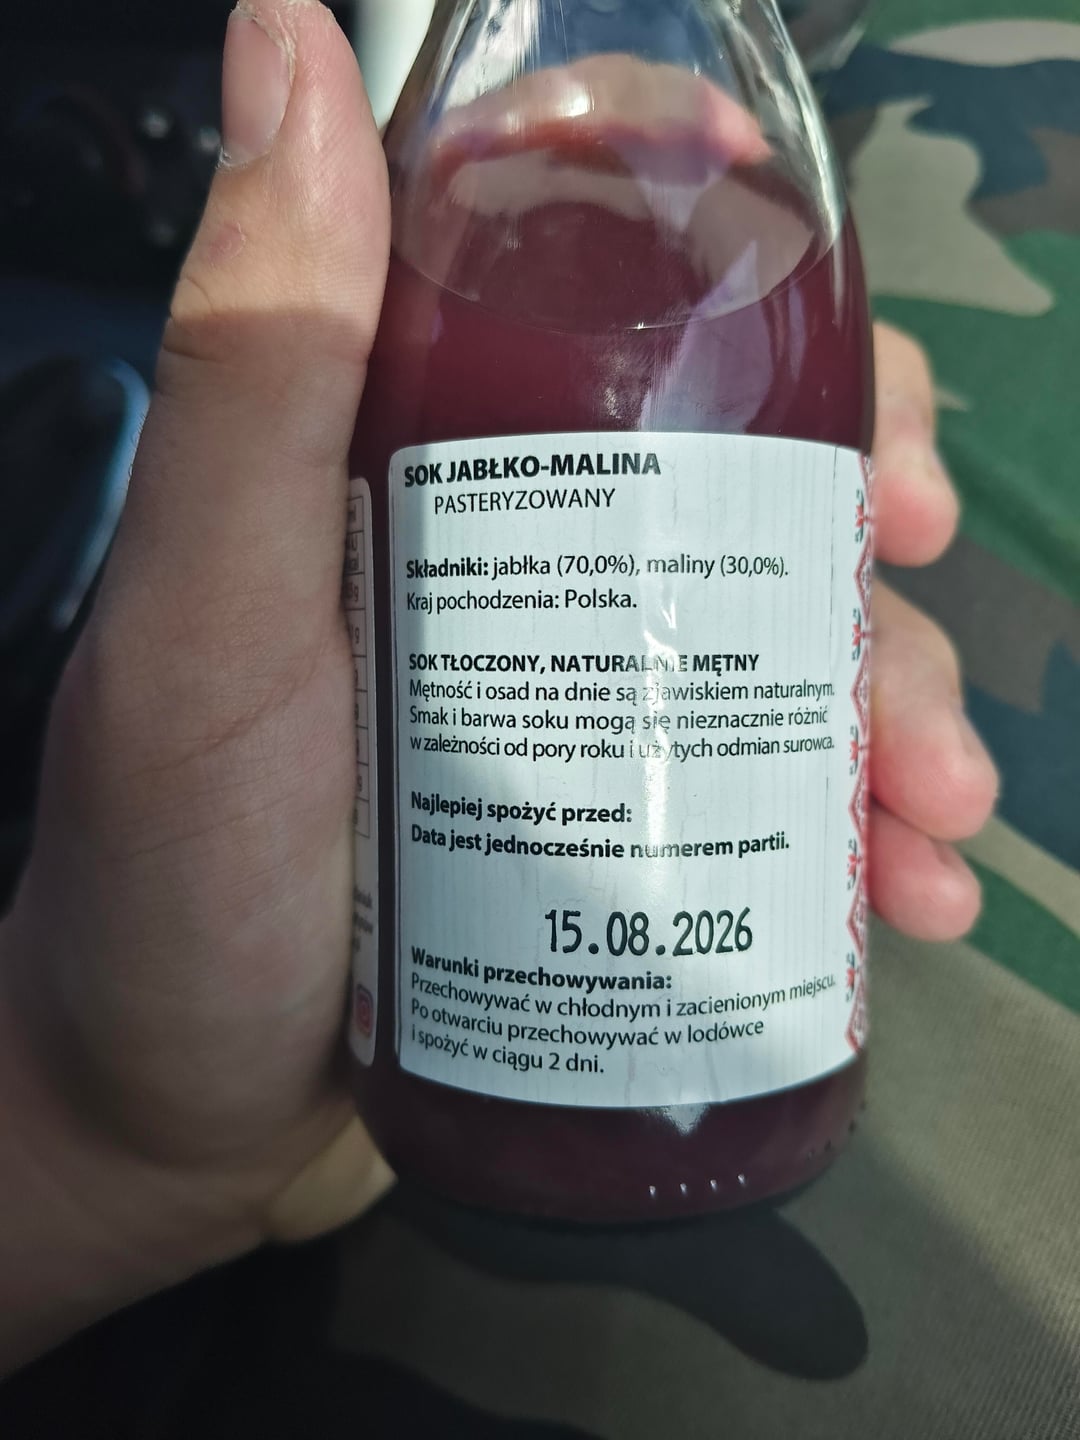 SOK JABŁKO-MALINA
PASTERYZOWANY
Składniki: jabłka (70,0%), maliny (30,0%).
Kraj pochodzenia: Polska.
SOK TŁOCZONY, NATURALNIE MĘTNY
Mętność i osad na dnie są zjawiskiem naturalnym.
Smak i barwa soku mogą się nieznacznie różnić
w zależności od pory roku i użytych odmian surowca.
Najlepiej spożyć przed:
Data jest jednocześnie numerem partii.
15.08.2026
Warunki przechowywania:
Przechowywać w chłodnym i zacienionym miejscu.
Po otwarciu przechowywać w lodówce
i spożyć w ciągu 2 dni.